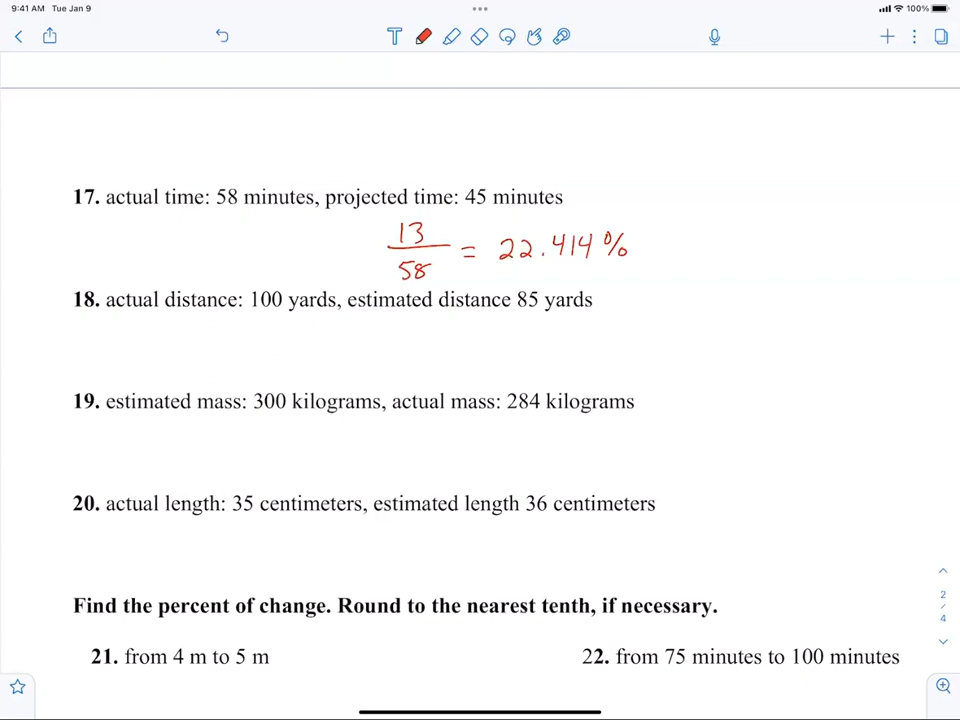 9:41 AM Tue Jan 9
100%
17. actual time: 58 minutes, projected time: 45 minutes
13
58
= 22.414%
18. actual distance: 100 yards, estimated distance 85 yards
19. estimated mass: 300 kilograms, actual mass: 284 kilograms
20. actual length: 35 centimeters, estimated length 36 centimeters
Find the percent of change. Round to the nearest tenth, if necessary.
21. from 4 m to 5 m
22. from 75 minutes to 100 minutes
2
/
4